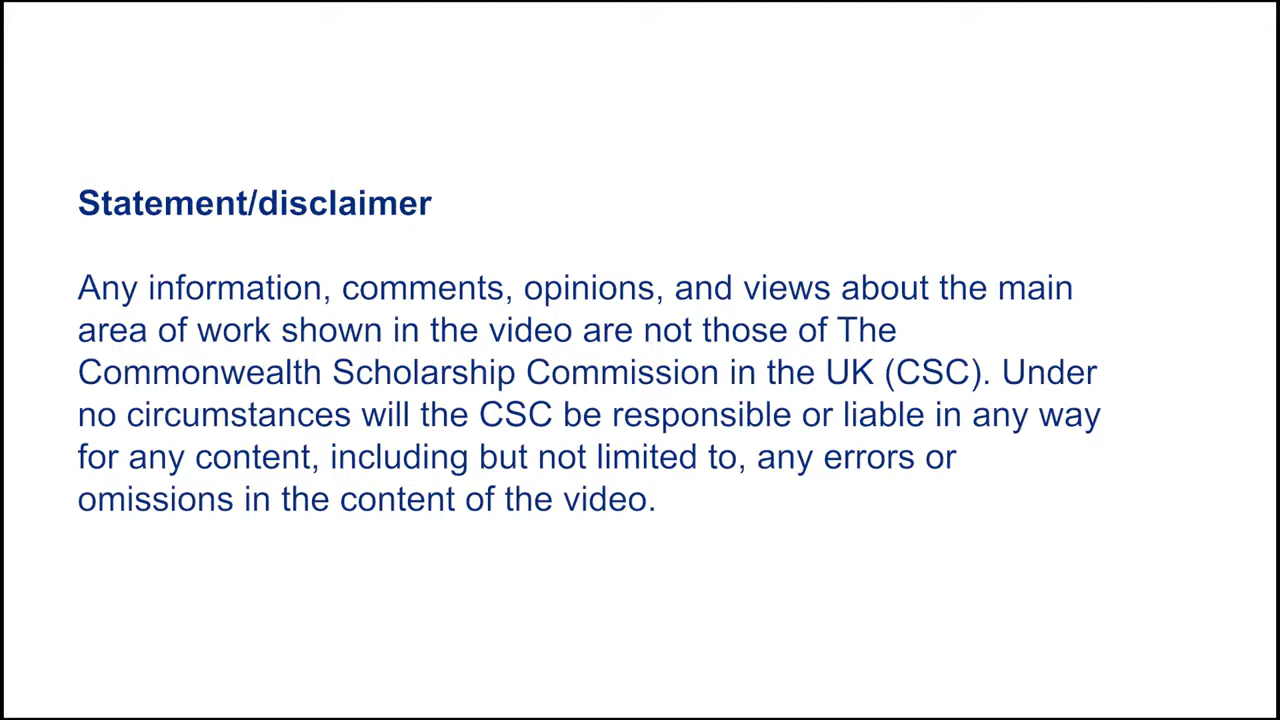 Statement/disclaimer
Any information, comments, opinions, and views about the main
area of work shown in the video are not those of The
Commonwealth Scholarship Commission in the UK (CSC). Under
no circumstances will the CSC be responsible or liable in any way
for any content, including but not limited to, any errors or
omissions in the content of the video.